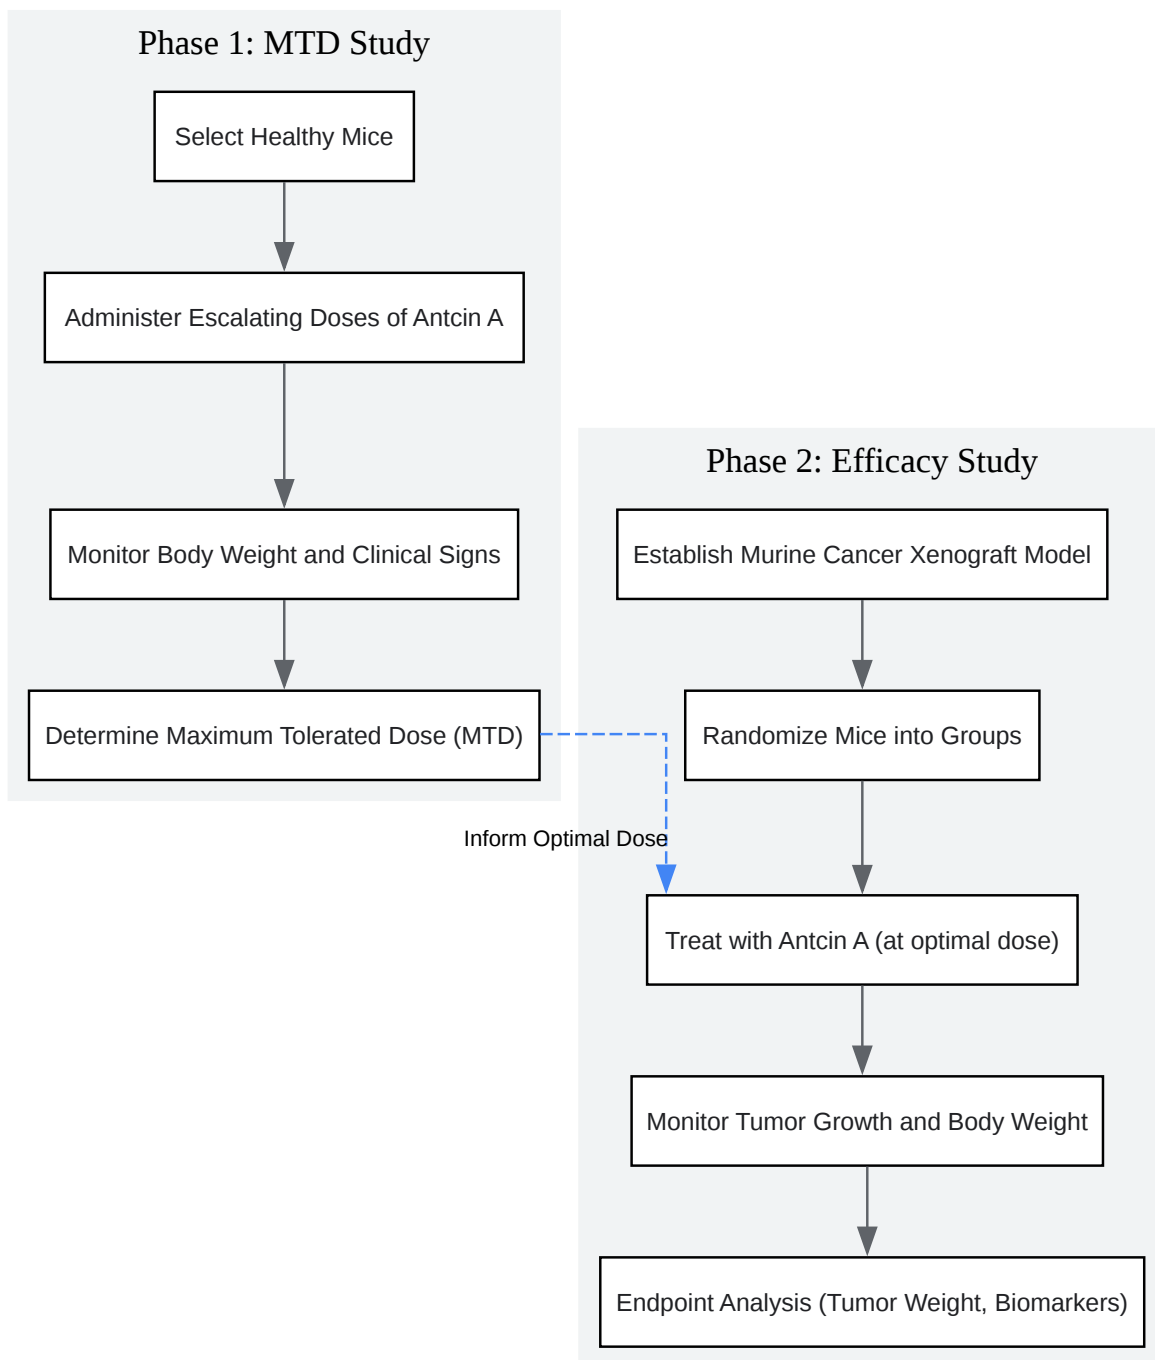 Phase 1: MTD Study
Select Healthy Mice
Administer Escalating Doses of Antcin A
Monitor Body Weight and Clinical Signs
Determine Maximum Tolerated Dose (MTD)
Inform Optimal Dose
Phase 2: Efficacy Study
Establish Murine Cancer Xenograft Model
Randomize Mice into Groups
Treat with Antcin A (at optimal dose)
Monitor Tumor Growth and Body Weight
Endpoint Analysis (Tumor Weight, Biomarkers)